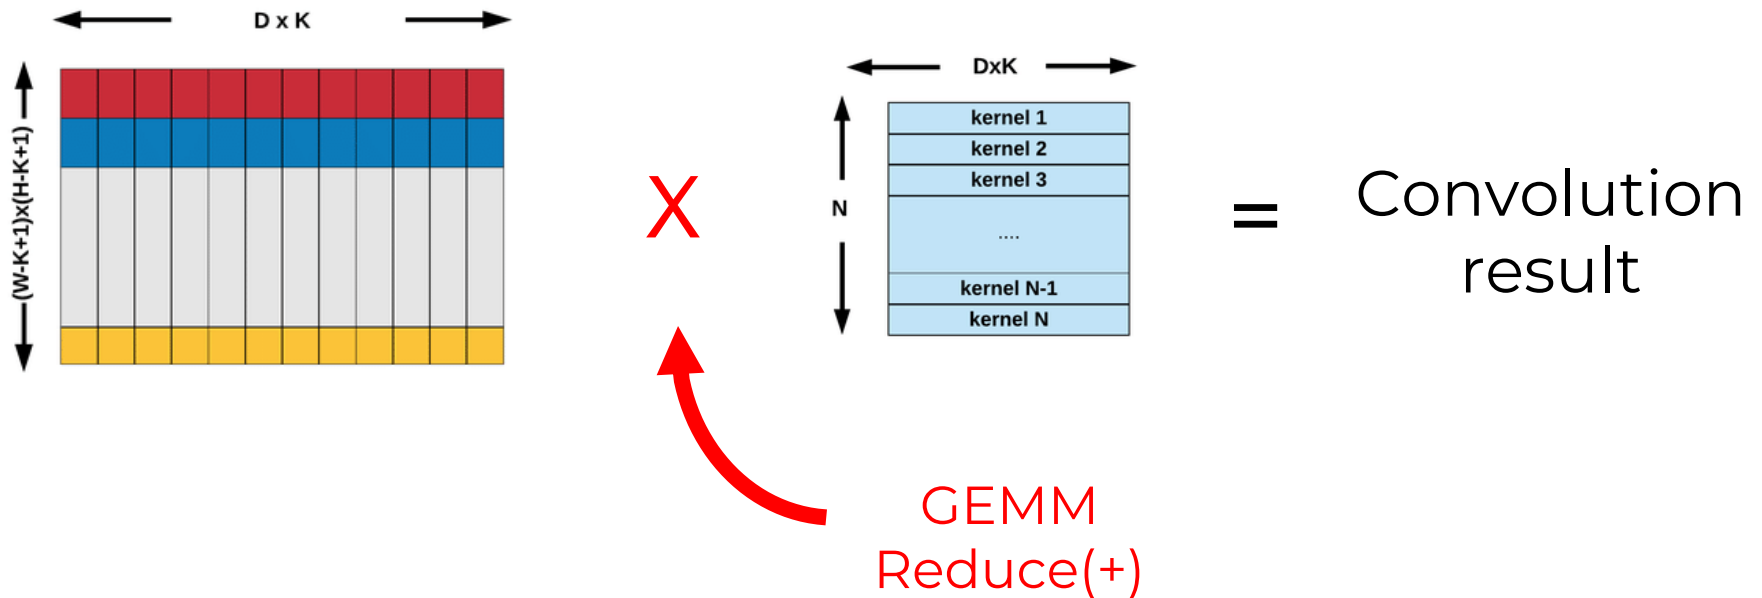 D x K
(W-K+1)x(H-K+1)
X
DxK
N
kernel 1
kernel 2
kernel 3
....
kernel N-1
kernel N
=
Convolution
result
GEMM
Reduce(+)